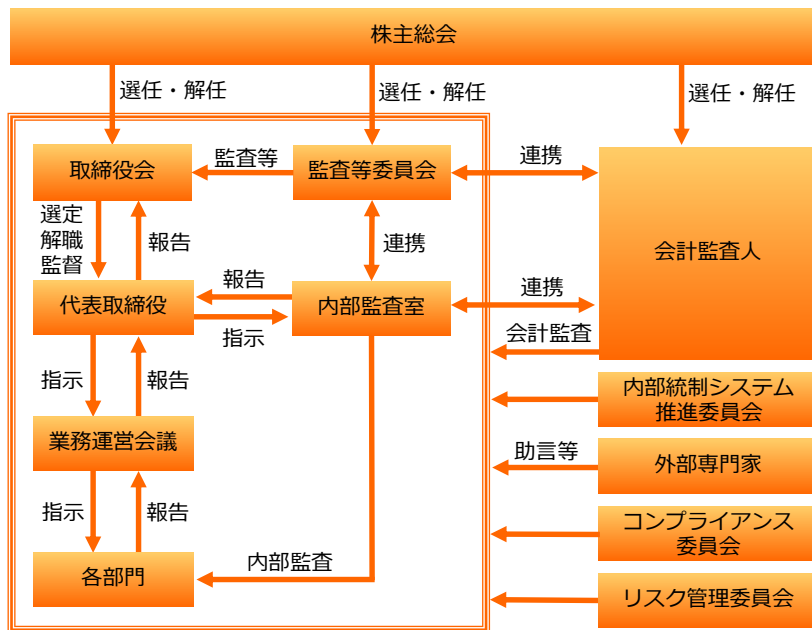 株主総会
選任・解任
選任・解任
選任・解任
取締役会
監査等
監査等委員会
連携
会計監査人
選定
解職
監督
報告
連携
代表取締役
報告
指示
内部監査室
連携
会計監査
指示
報告
内部統制システム
推進委員会
業務運営会議
助言等
外部専門家
指示
報告
コンプライアンス
委員会
各部門
内部監査
リスク管理委員会